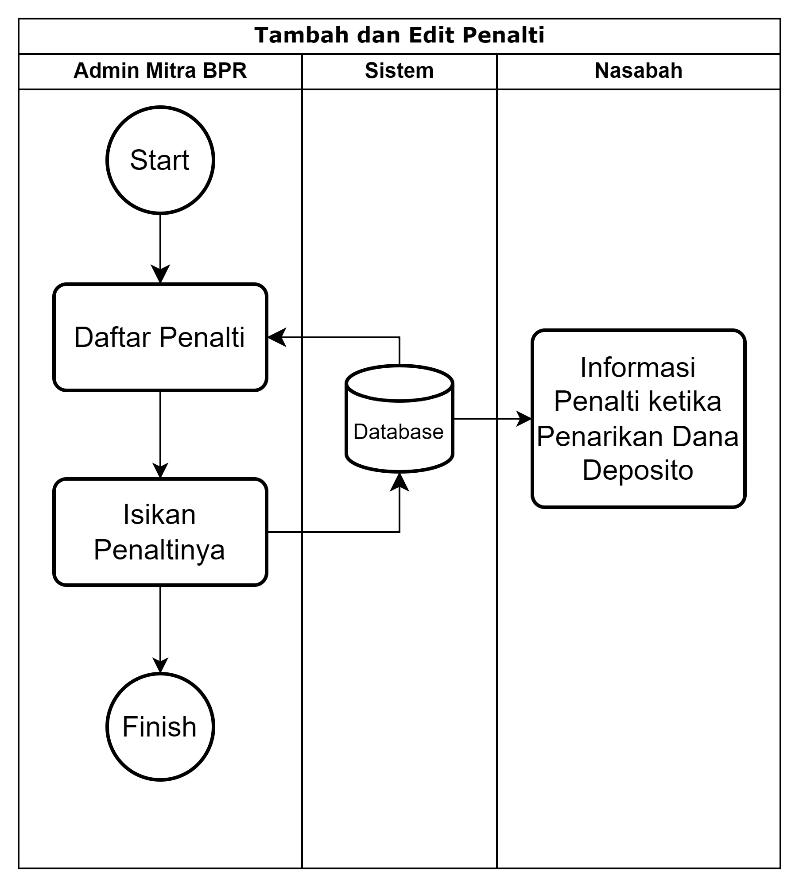 Tambah dan Edit Penalti
Admin Mitra BPR
Sistem
Nasabah
Start
Daftar Penalti
Isikan
Penaltinya
Finish
Database
Informasi
Penalti ketika
Penarikan Dana
Deposito